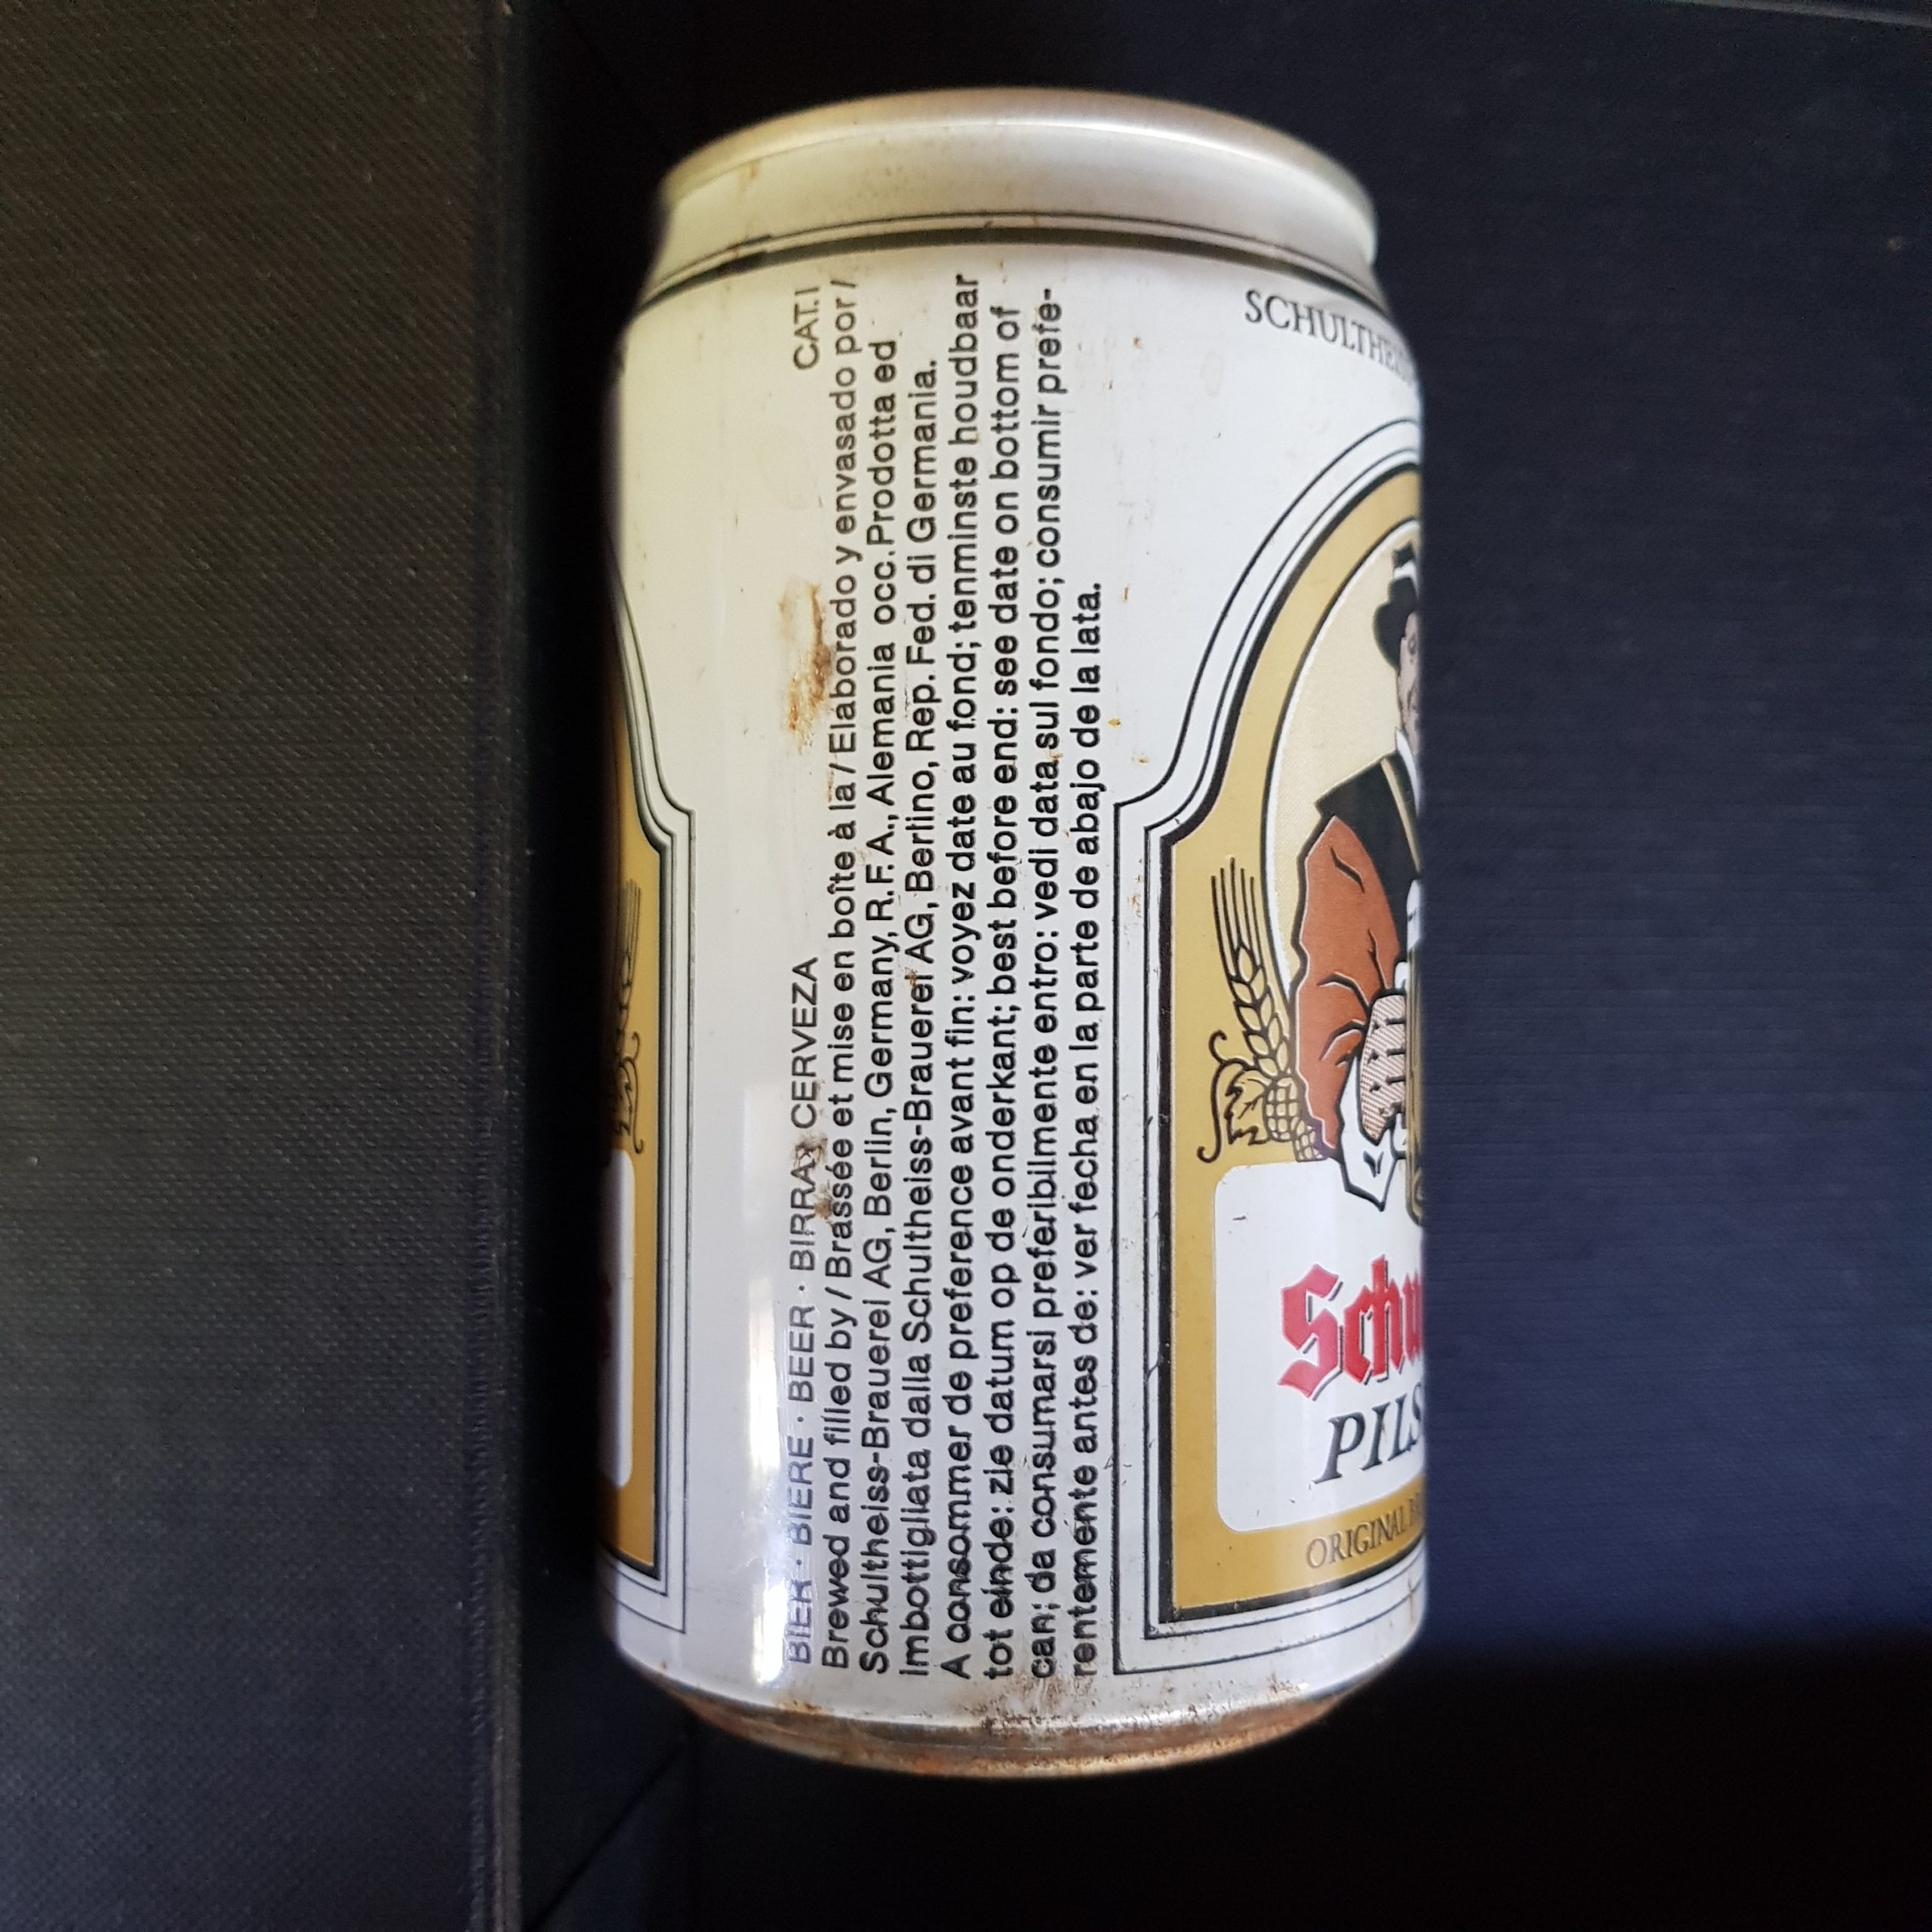 BIER · BIERE · BEER · BIRRA · CERVEZA CAT. I
Brewed and filled by / Brassée et mise en boîte à la / Elaborado y envasado por /
Schultheiss-Brauerei AG, Berlin, Germany, R. F. A., Alemania occ. Prodotta ed
imbottigliata dalla Schultheiss-Brauerei AG, Berlino, Rep. Fed. di Germania.
A consommer de preference avant fin: voyez date au fond; tenminste houdbaar
tot einde: zie datum op de onderkant; best before end: see date on bottom of
can; da consumarsi preferibilmente entro: vedi data sul fondo; consumir prefe-
rentemente antes de: ver fecha en la parte de abajo de la lata.
SCHULTHEISS
Schu
PILS
ORIGINAL